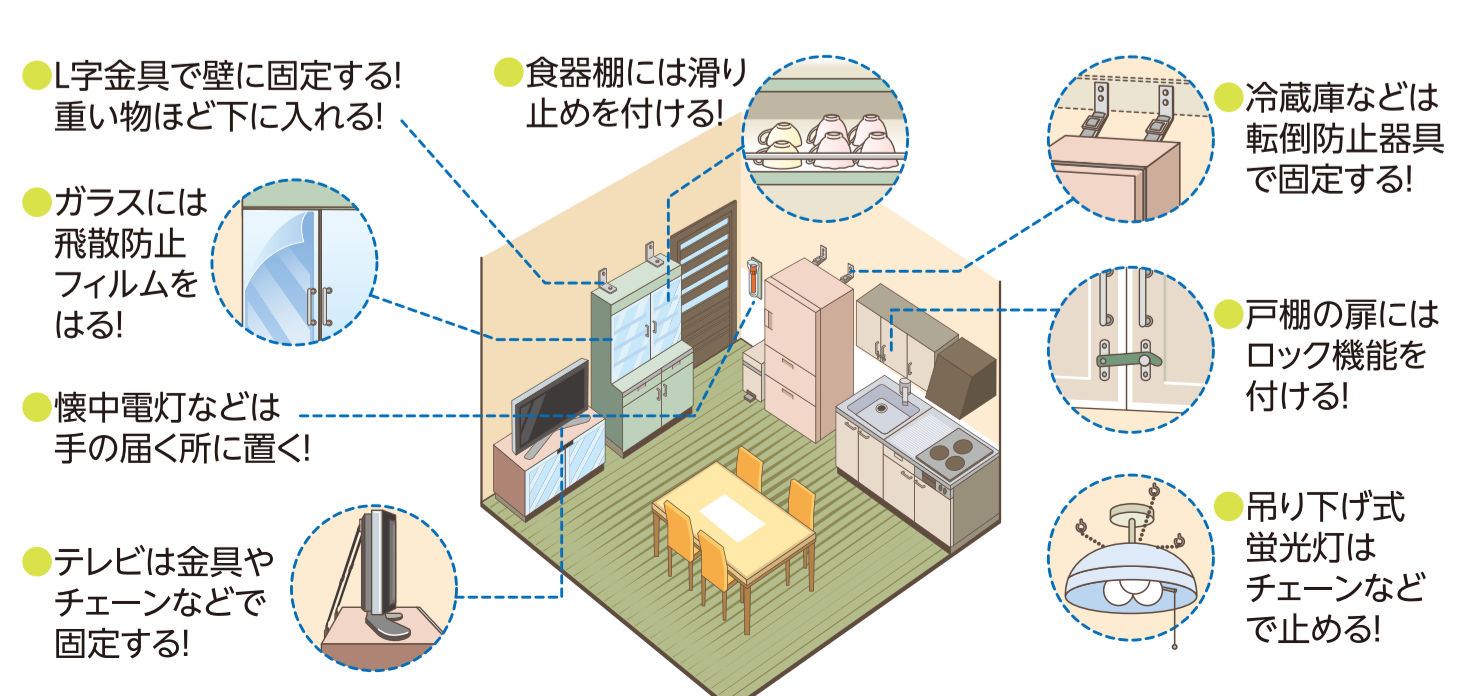 ●L字金具で壁に固定する!
重い物ほど下に入れる!
●食器棚には滑り
止めを付ける!
●冷蔵庫などは
転倒防止器具
で固定する!
●ガラスには
飛散防止
フィルムを
はる!
●戸棚の扉には
ロック機能を
付ける!
●懐中電灯などは
手の届く所に置く!
●テレビは金具や
チェーンなどで
固定する!
●吊り下げ式
蛍光灯は
チェーンなど
で止める!